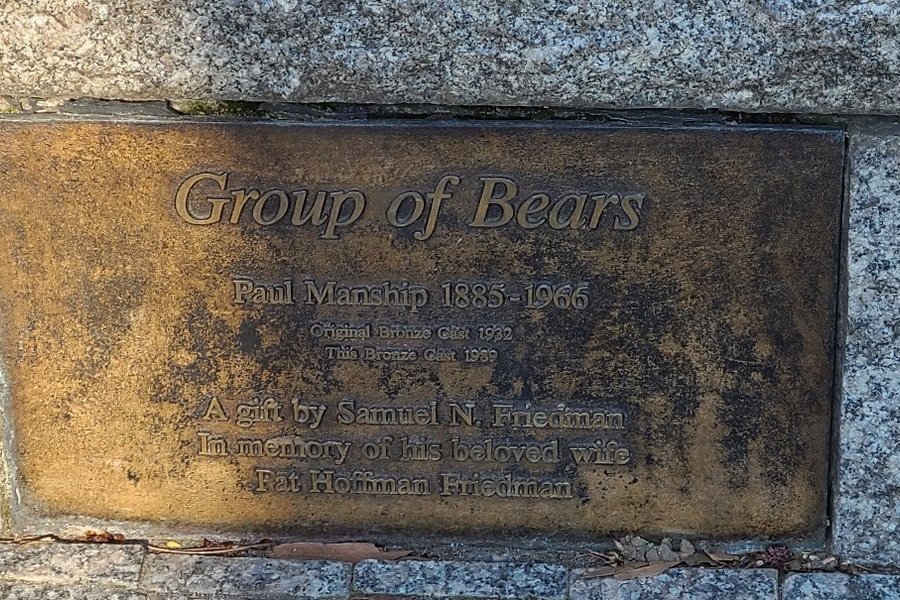 Group of Bears
Paul Manship 1885-1966
Original Bronze Cast 1932
This Bronze Cast 1989
A gift by Samuel N. Friedman
In memory of his beloved wife
Pat Hoffman Friedman